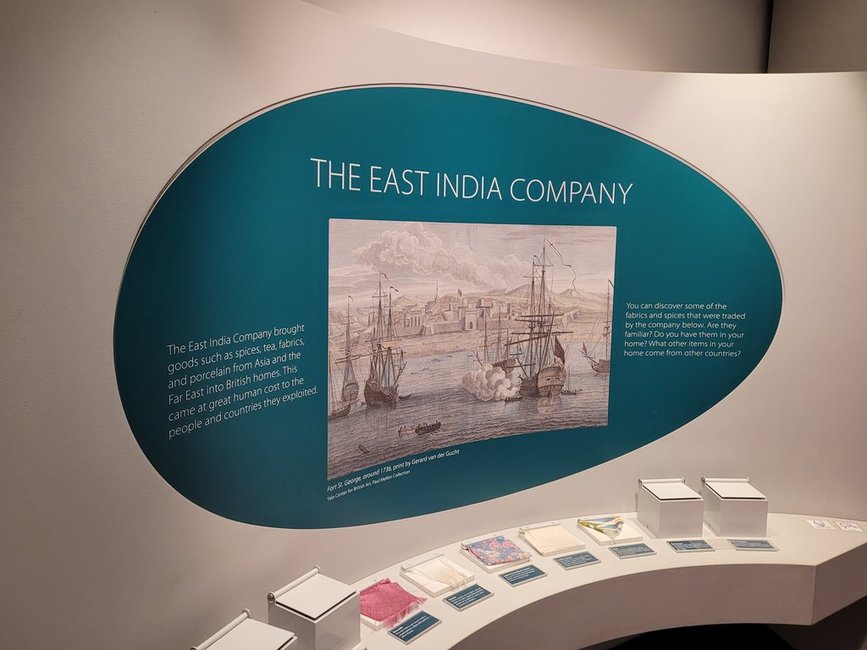 THE EAST INDIA COMPANY
The East India Company brought
goods such as spices, tea, fabrics,
and porcelain from Asia and the
Far East into British homes. This
came at great human cost to the
people and countries they exploited.
You can discover some of the
fabrics and spices that were traded
by the company below. Are they
familiar? Do you have them in your
home? What other items in your
home come from other countries?
Fort St. George, around 1736, print by Gerard van der Gucht
Yale Center for British Art, Paul Mellon Collection